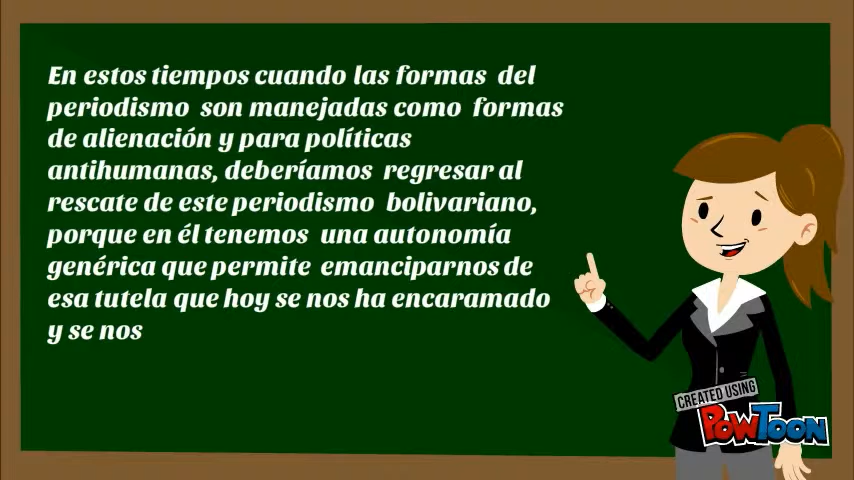 En estos tiempos cuando las formas del
periodismo son manejadas como formas
de alienación y para políticas
antihumanas, deberíamos regresar al
rescate de este periodismo bolivariano,
porque en él tenemos una autonomía
genérica que permite emanciparnos de
esa tutela que hoy se nos ha encaramado
y se nos
CREATED USING
POWTOON